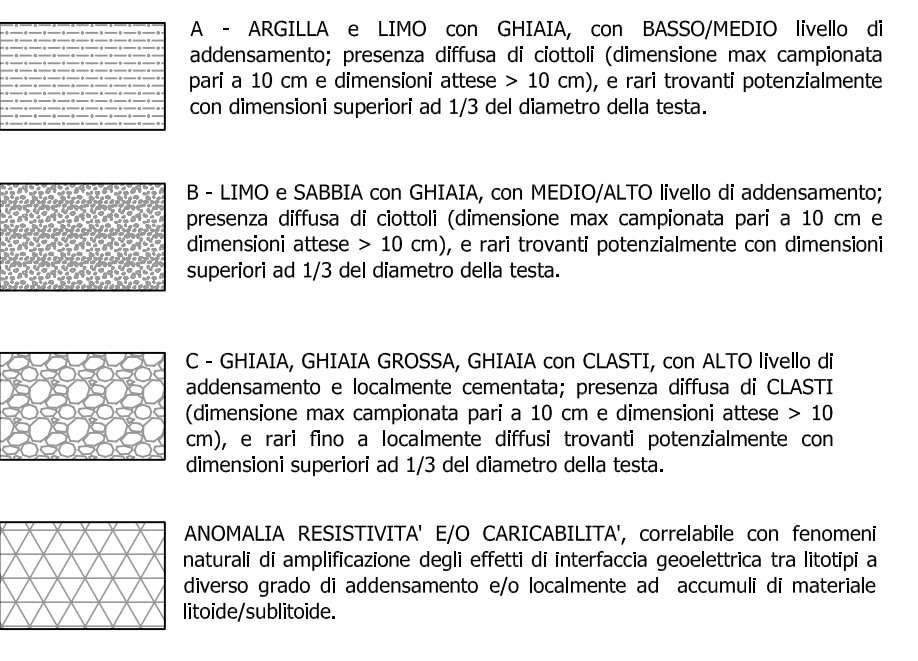 A - ARGILLA e LIMO con GHIAIA, con BASSO/MEDIO livello di
addensamento; presenza diffusa di ciottoli (dimensione max campionata
pari a 10 cm e dimensioni attese > 10 cm), e rari trovanti potenzialmente
con dimensioni superiori ad 1/3 del diametro della testa.
B - LIMO e SABBIA con GHIAIA, con MEDIO/ALTO livello di addensamento;
presenza diffusa di ciottoli (dimensione max campionata pari a 10 cm e
dimensioni attese > 10 cm), e rari trovanti potenzialmente con dimensioni
superiori ad 1/3 del diametro della testa.
C - GHIAIA, GHIAIA GROSSA, GHIAIA con CLASTI, con ALTO livello di
addensamento e localmente cementata; presenza diffusa di CLASTI
(dimensione max campionata pari a 10 cm e dimensioni attese > 10
cm), e rari fino a localmente diffusi trovanti potenzialmente con
dimensioni superiori ad 1/3 del diametro della testa.
ANOMALIA RESISTIVITA' E/O CARICABILITA', correlabile con fenomeni
naturali di amplificazione degli effetti di interfaccia geoelettrica tra litotipi a
diverso grado di addensamento e/o localmente ad accumuli di materiale
litoide/sublitoide.